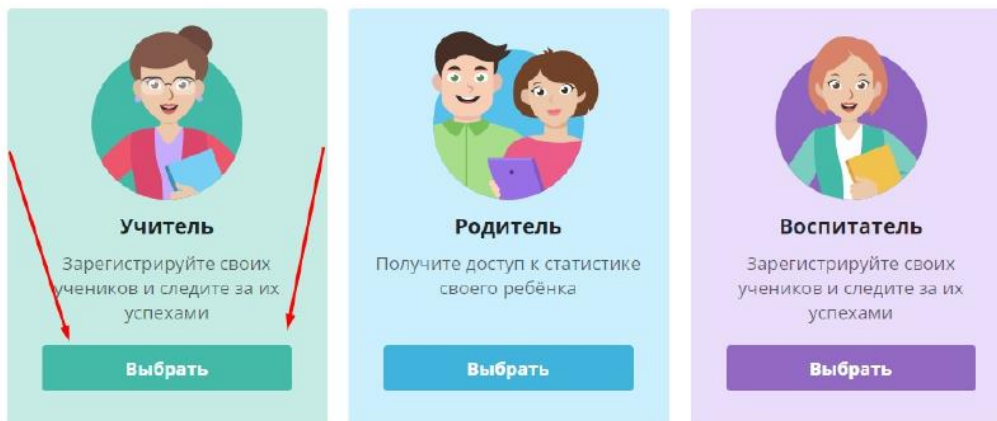 Учитель
Зарегистрируйте своих
учеников и следите за их
успехами
Выбрать
Родитель
Получите доступ к статистике
своего ребёнка
Выбрать
Воспитатель
Зарегистрируйте своих
учеников и следите за их
успехами
Выбрать